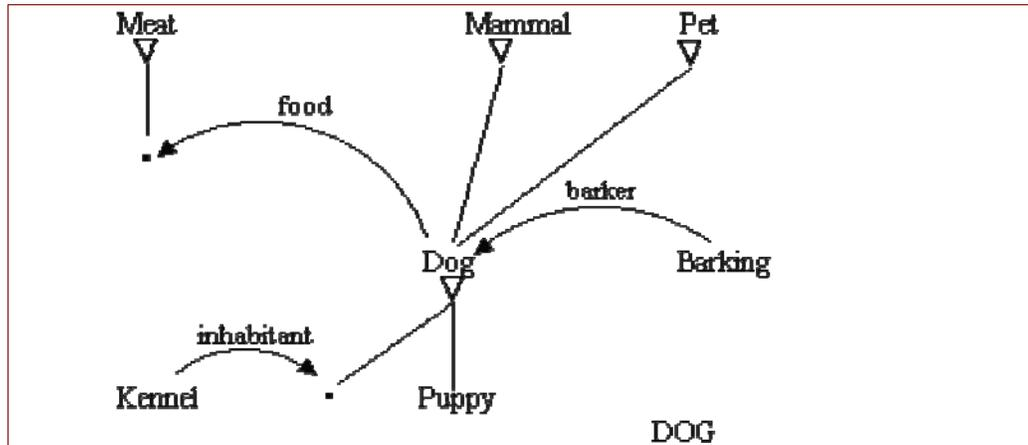 Meat Mammal Pet
food
barker
Dog Barking
inhabitant
Kennel Puppy
DOG